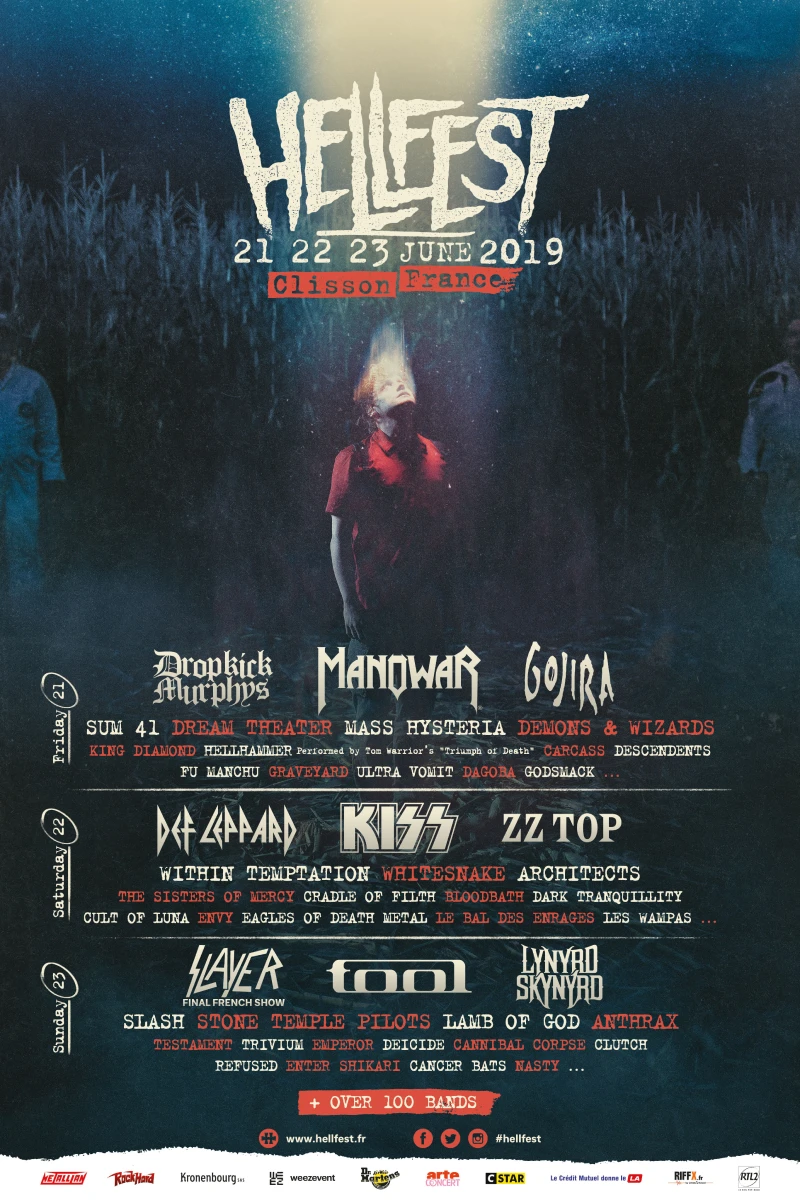 HELLFEST
21 22 23 JUNE 2019
Clisson France
Friday 21
Dropkick Murphys MANOWAR GOJIRA
SUM 41 DREAM THEATER MASS HYSTERIA DEMONS & WIZARDS
KING DIAMOND HELLHAMMER Performed by Tom Warrior's "Triumph of Death" CARCASS DESCENDENTS
FU MANCHU GRAVEYARD ULTRA VOMIT DAGOBA GODSMACK ...
Saturday 22
DEF LEPPARD KISS ZZ TOP
WITHIN TEMPTATION WHITESNAKE ARCHITECTS
THE SISTERS OF MERCY CRADLE OF FILTH BLOODBATH DARK TRANQUILLITY
CULT OF LUNA ENVY EAGLES OF DEATH METAL LE BAL DES ENRAGES LES WAMPAS ...
Sunday 23
SLAYER tool LYNYRD SKYNYRD
FINAL FRENCH SHOW
SLASH STONE TEMPLE PILOTS LAMB OF GOD ANTHRAX
TESTAMENT TRIVIUM EMPEROR DEICIDE CANNIBAL CORPSE CLUTCH
REFUSED ENTER SHIKARI CANCER BATS NASTY ...
+ OVER 100 BANDS
www.hellfest.fr #hellfest
METALLIAN RockHard Kronenbourg weezevent Dr. Martens arte CONCERT CSTAR Le Crédit Mutuel donne le LA RIFFX.fr RTL2